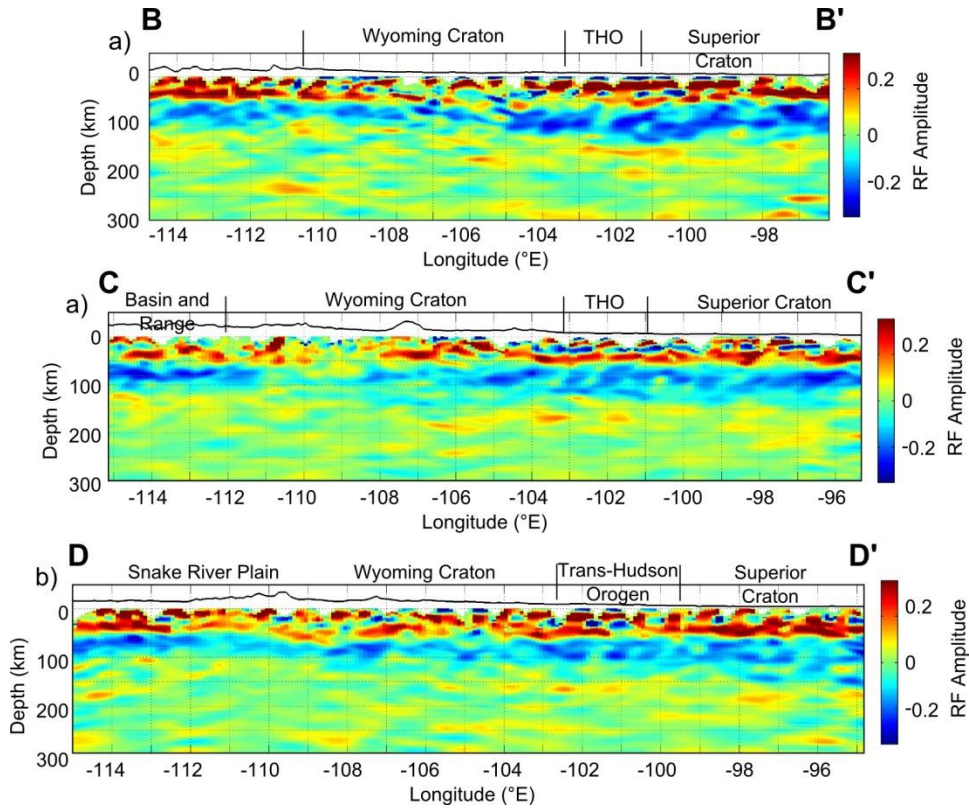 B
B'
a)
Wyoming Craton
THO
Superior
Craton
0
100
200
300
Depth (km)
-114
-112
-110
-108
-106
-104
-102
-100
-98
Longitude (°E)
0.2
0
-0.2
RF Amplitude
C
C'
a)
Basin and
Range
Wyoming Craton
THO
Superior Craton
0
100
200
300
Depth (km)
-114
-112
-110
-108
-106
-104
-102
-100
-98
-96
Longitude (°E)
0.2
0
-0.2
RF Amplitude
D
D'
b)
Snake River Plain
Wyoming Craton
Trans-Hudson
Orogen
Superior
Craton
0
100
200
300
Depth (km)
-114
-112
-110
-108
-106
-104
-102
-100
-98
-96
Longitude (°E)
0.2
0
-0.2
RF Amplitude